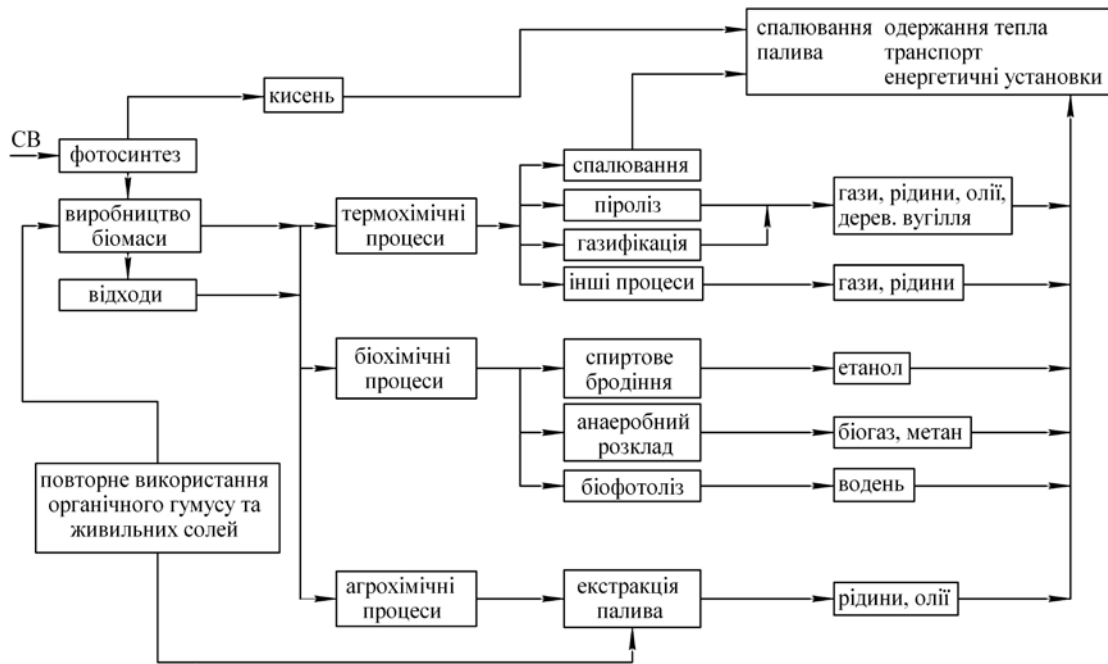 спалювання одержання тепла
палива транспорт
енергетичні установки
кисень
СВ
фотосинтез
спалювання
виробництво
біомаси
термохімічні
процеси
піроліз
гази, рідини, олії,
дерев. вугілля
газифікація
відходи
інші процеси
гази, рідини
біохімічні
процеси
спиртове
бродіння
етанол
анаеробний
розклад
біогаз, метан
повторне використання
органічного гумусу та
живильних солей
біофотоліз
водень
агрохімічні
процеси
екстракція
палива
рідини, олії